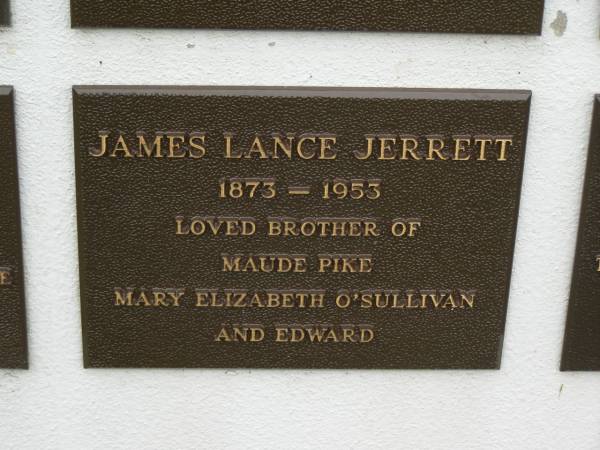 JAMES LANCE JERRETT
1873 — 1953
LOVED BROTHER OF
MAUDE PIKE
MARY ELIZABETH O'SULLIVAN
AND EDWARD